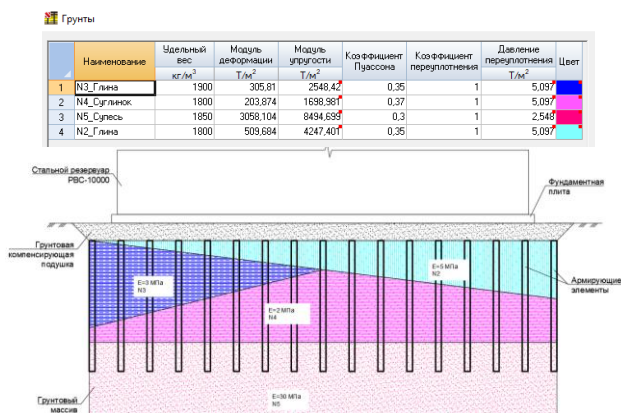 Грунты
Наименование Удельный вес Модуль деформации Модуль упругости Коэффициент Пуассона Коэффициент переуплотнения Давление переуплотнения Цвет
кг/м³ Т/м² Т/м² Т/м²
1 N3_Глина 1900 305,81 2548,42 0,35 1 5,097
2 N4_Суглинок 1800 203,874 1698,981 0,37 1 5,097
3 N5_Супесь 1850 3058,104 8494,699 0,3 1 2,548
4 N2_Глина 1800 509,684 4247,401 0,35 1 5,097
Стальной резервуар
РВС-10000
Фундаментная
плита
Грунтовая
компенсирующая
подушка
E=5 МПа
N2
Армирующие
элементы
E=3 МПа
N3
E=2 МПа
N4
Грунтовый
массив
E=30 МПа
N5